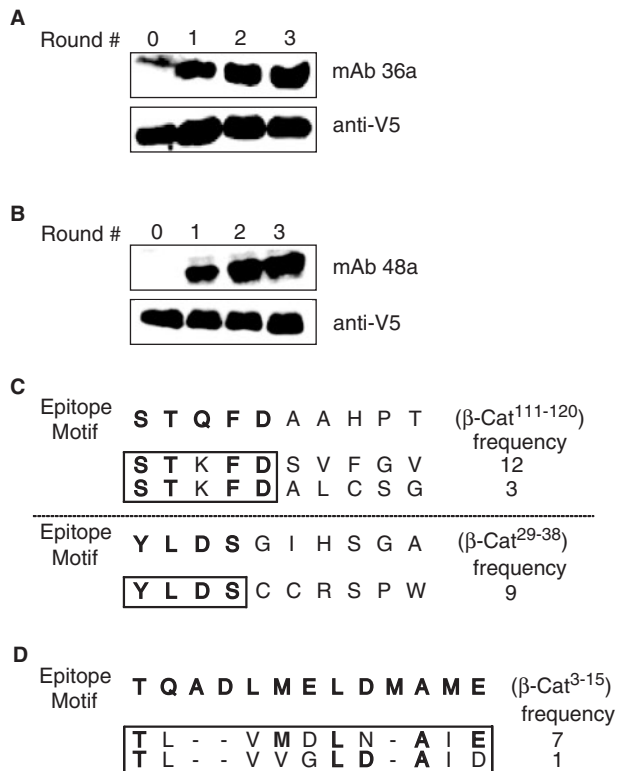 A
Round # 0 1 2 3
mAb 36a
anti-V5
B
Round # 0 1 2 3
mAb 48a
anti-V5
C
Epitope Motif S T Q F D A A H P T (β-Cat111-120)
frequency
S T K F D S V F G V 12
S T K F D A L C S G 3
Epitope Motif Y L D S G I H S G A (β-Cat29-38)
frequency
Y L D S C C R S P W 9
D
Epitope Motif T Q A D L M E L D M A M E (β-Cat3-15)
frequency
T L - - V M D L N - A I E 7
T L - - V V G L D - A I D 1